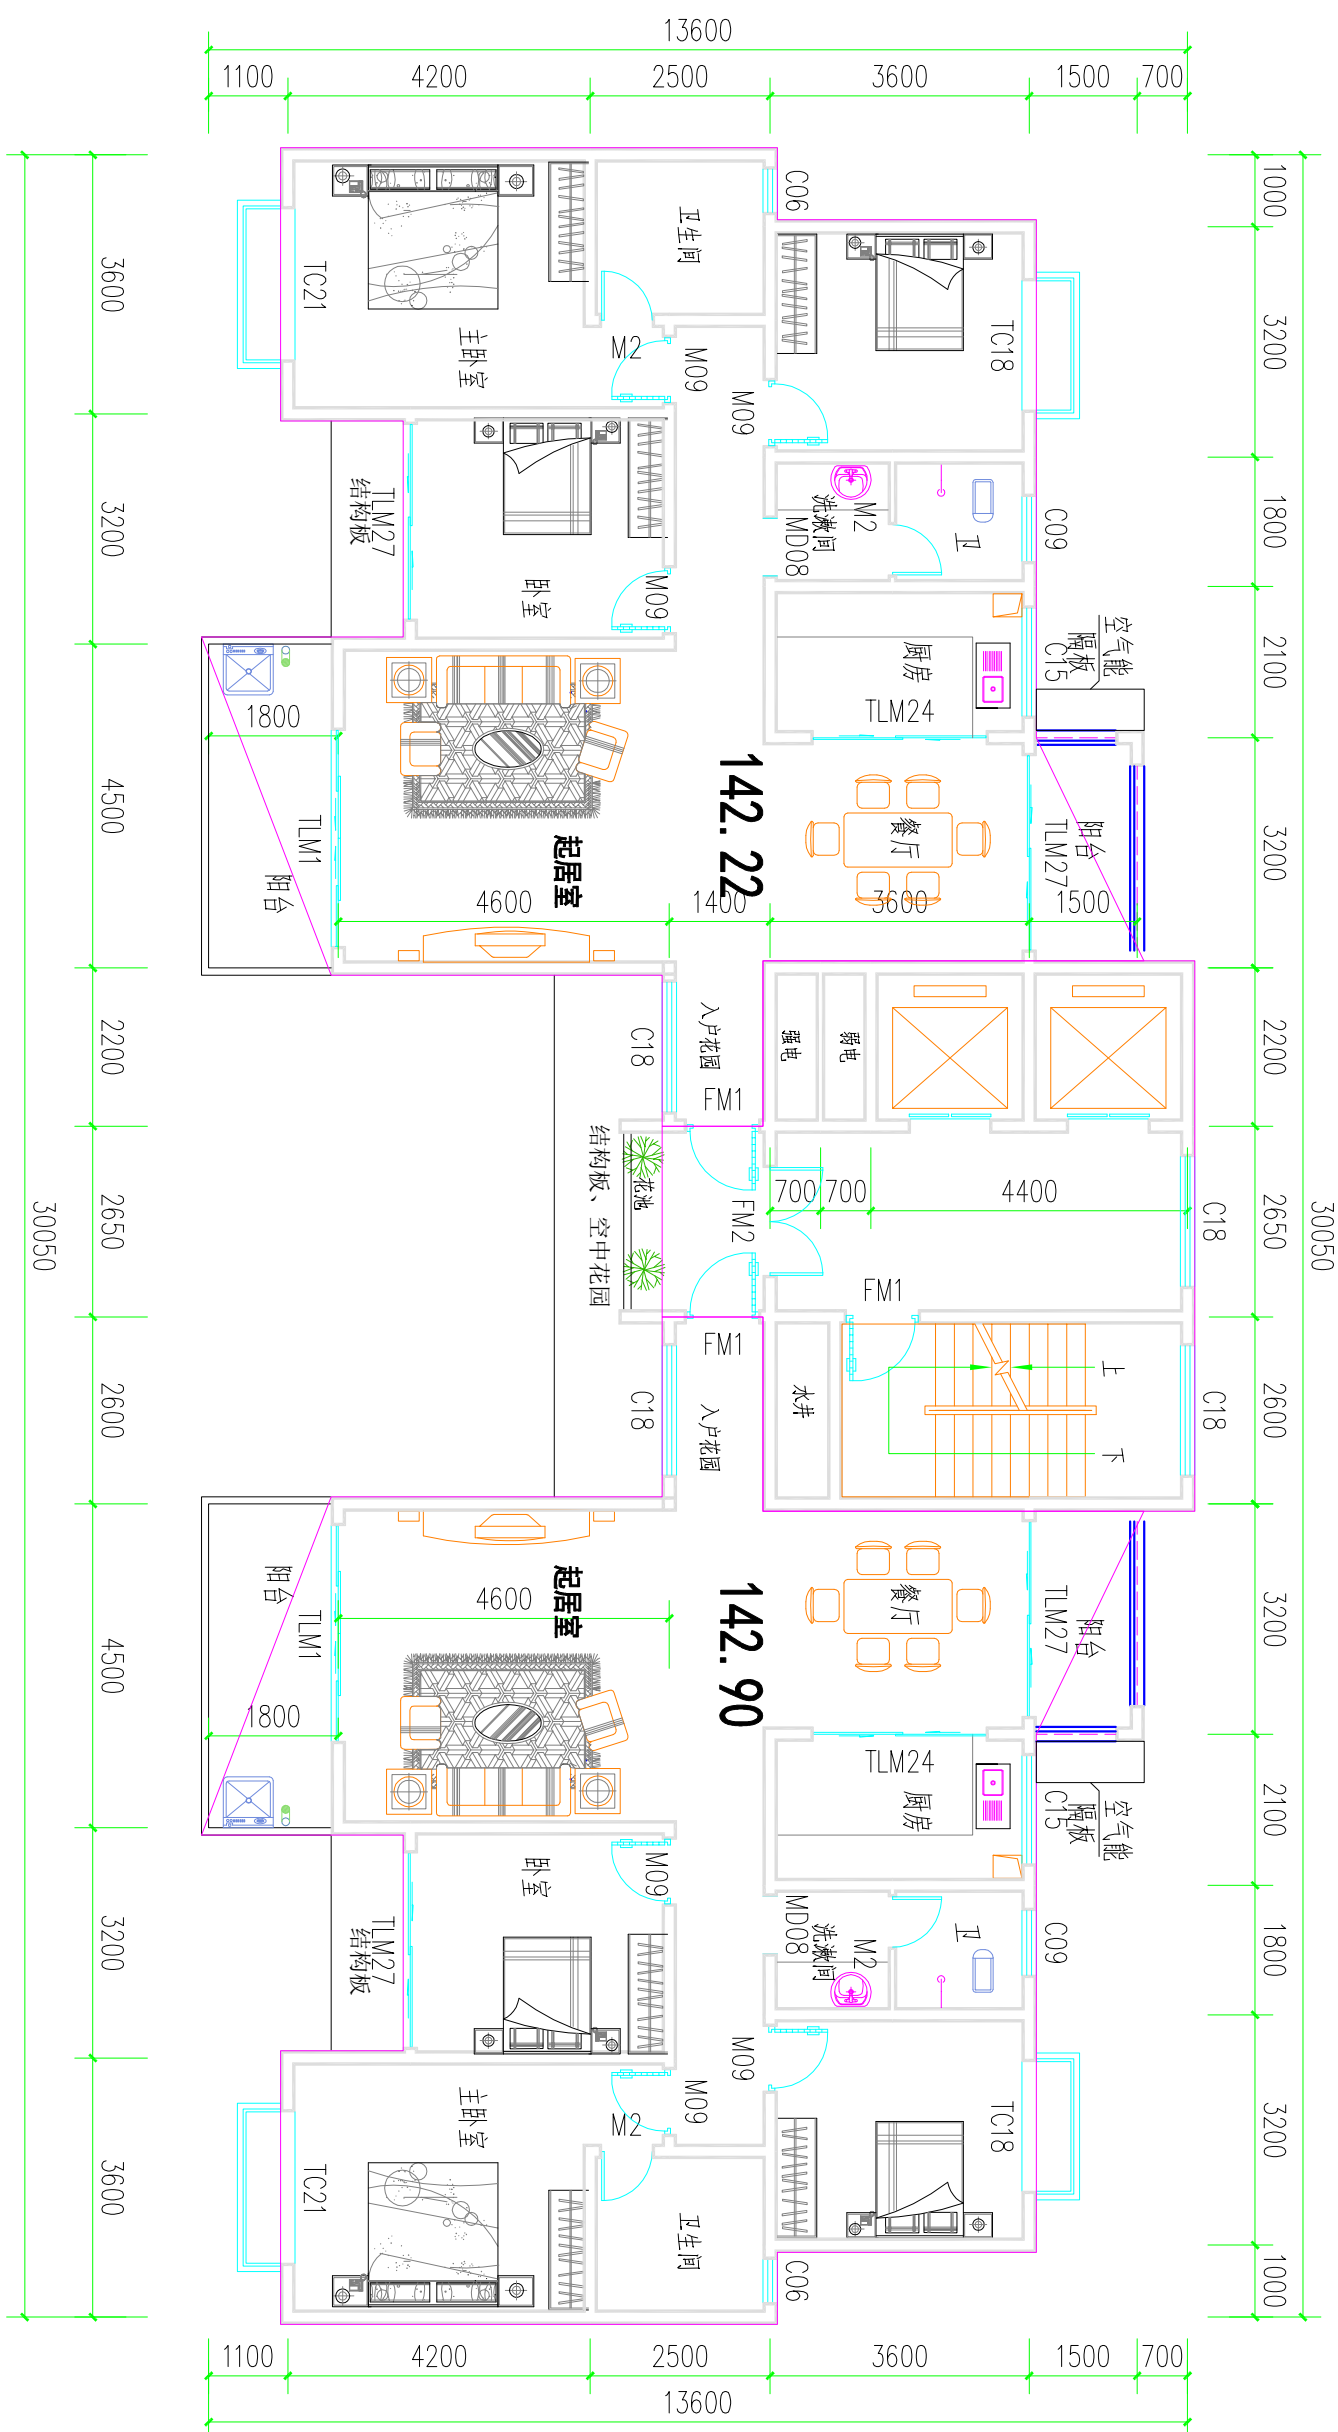 13600
1100
4200
2500
3600
1500
700
1000
3600
3200
3200
1800
2100
4500
3200
2200
2200
2650
2650
30050
30050
2600
2600
4500
3200
2100
3200
1800
3600
3200
1000
C06
卫生间
TC21
主卧室
M2
M09
M09
TC18
TLM27
结构板
卧室
M09
洗漱间
M2
MD08
卫
C09
厨房
TLM24
空气能
隔板
C15
1800
TLM1
阳台
起居室
142.22
餐厅
阳台
TLM27
4600
1400
3600
1500
C18
入户花园
强电
弱电
FM1
结构板、空中花园
花池
FM2
700
700
4400
C18
FM1
FM1
C18
入户花园
水井
上
下
C18
阳台
TLM1
1800
起居室
4600
142.90
餐厅
TLM27
阳台
TLM24
厨房
C15
隔板
空气能
卧室
M09
TLM27
结构板
MD08
洗漱间
M2
卫
C09
主卧室
M2
M09
M09
TC18
TC21
卫生间
C06
1100
4200
2500
3600
1500
700
13600